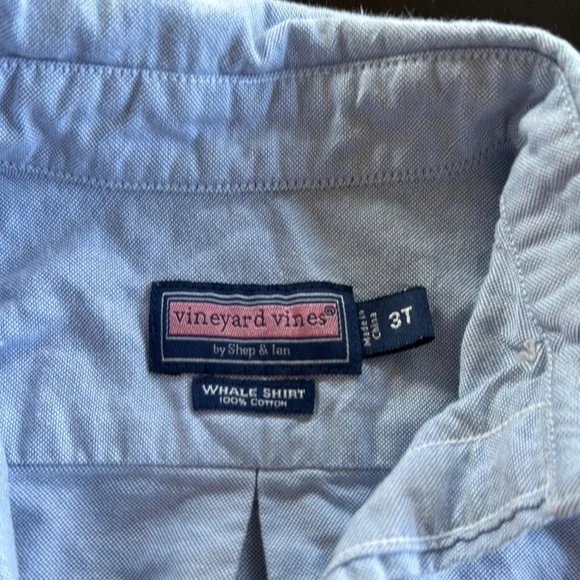 vineyard vines®
by Shep & Ian
Made in
China
3T
WHALE SHIRT
100% COTTON